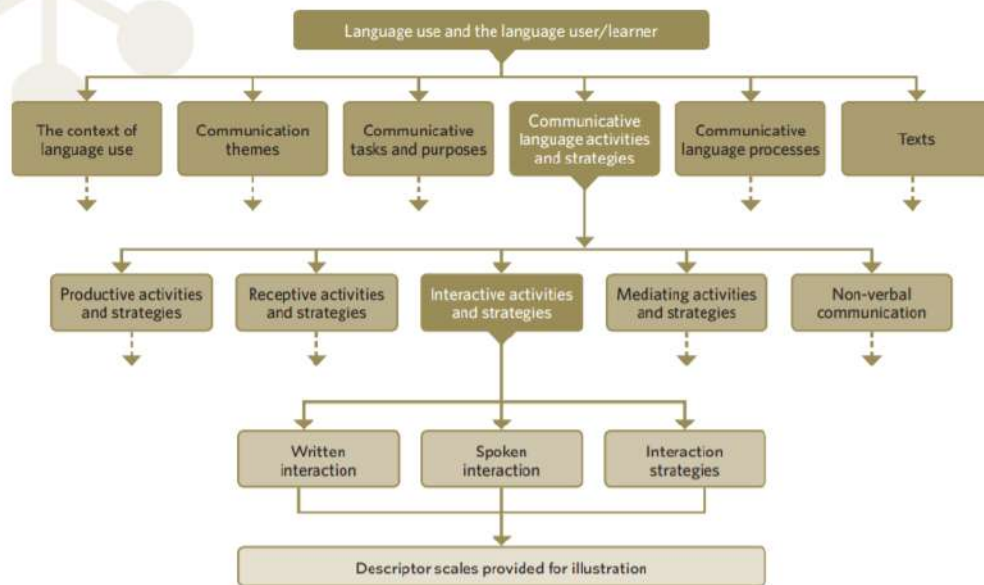 Language use and the language user/learner
The context of
language use
Communication
themes
Communicative
tasks and purposes
Communicative
language activities
and strategies
Communicative
language processes
Texts
Productive activities
and strategies
Receptive activities
and strategies
Interactive activities
and strategies
Mediating activities
and strategies
Non-verbal
communication
Written
interaction
Spoken
interaction
Interaction
strategies
Descriptor scales provided for illustration